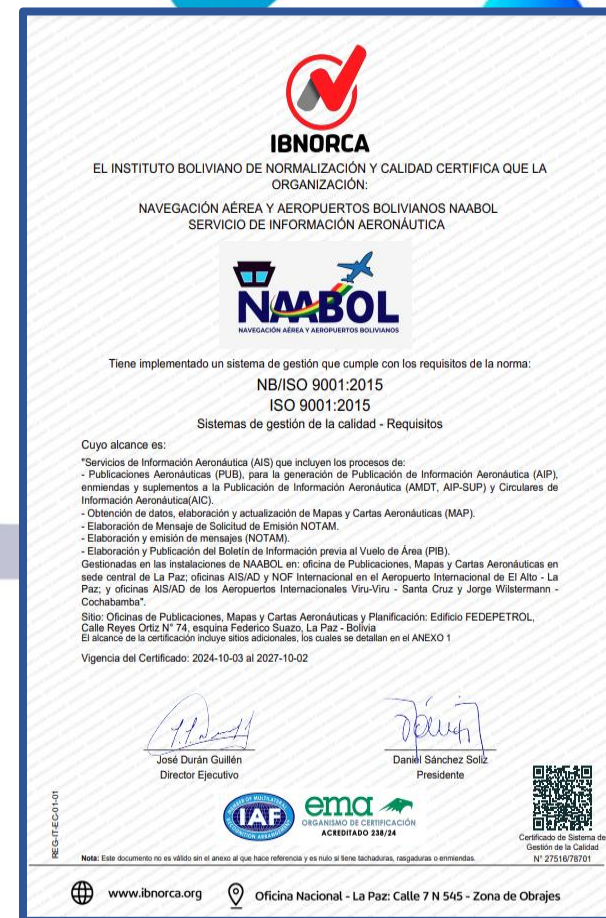 IBNORCA
EL INSTITUTO BOLIVIANO DE NORMALIZACIÓN Y CALIDAD CERTIFICA QUE LA
ORGANIZACIÓN:
NAVEGACIÓN AÉREA Y AEROPUERTOS BOLIVIANOS NAABOL
SERVICIO DE INFORMACIÓN AERONÁUTICA
NAABOL
NAVEGACIÓN AÉREA Y AEROPUERTOS BOLIVIANOS
Tiene implementado un sistema de gestión que cumple con los requisitos de la norma:
NB/ISO 9001:2015
ISO 9001:2015
Sistemas de gestión de la calidad - Requisitos
Cuyo alcance es:
"Servicios de Información Aeronáutica (AIS) que incluyen los procesos de:
- Publicaciones Aeronáuticas (PUB), para la generación de Publicación de Información Aeronáutica (AIP),
enmiendas y suplementos a la Publicación de Información Aeronáutica (AMDT, AIP-SUP) y Circulares de
Información Aeronáutica(AIC).
- Obtención de datos, elaboración y actualización de Mapas y Cartas Aeronáuticas (MAP).
- Elaboración de Mensaje de Solicitud de Emisión NOTAM.
- Elaboración y emisión de mensajes (NOTAM).
- Elaboración y Publicación del Boletín de Información previa al Vuelo de Área (PIB).
Gestionadas en las instalaciones de NAABOL en: oficina de Publicaciones, Mapas y Cartas Aeronáuticas en
sede central de La Paz; oficinas AIS/AD y NOF Internacional en el Aeropuerto Internacional de El Alto - La
Paz; y oficinas AIS/AD de los Aeropuertos Internacionales Viru-Viru - Santa Cruz y Jorge Wilstermann -
Cochabamba".
Sitio: Oficinas de Publicaciones, Mapas y Cartas Aeronáuticas y Planificación: Edificio FEDEPETROL,
Calle Reyes Ortiz N° 74, esquina Federico Suazo, La Paz - Bolivia
El alcance de la certificación incluye sitios adicionales, los cuales se detallan en el ANEXO 1
Vigencia del Certificado: 2024-10-03 al 2027-10-02
José Durán Guillén
Director Ejecutivo
Daniel Sánchez Soliz
Presidente
REG-IT-EC-01-01
MEMBER OF MULTILATERAL
RECOGNITION ARRANGEMENT
IAF
ema
ORGANISMO DE CERTIFICACIÓN
ACREDITADO 238/24
Certificado de Sistema de
Gestión de la Calidad
N° 27516/78701
Nota: Este documento no es válido sin el anexo al que hace referencia y es nulo si tiene tachaduras, rasgaduras o enmiendas.
www.ibnorca.org
Oficina Nacional - La Paz: Calle 7 N 545 - Zona de Obrajes